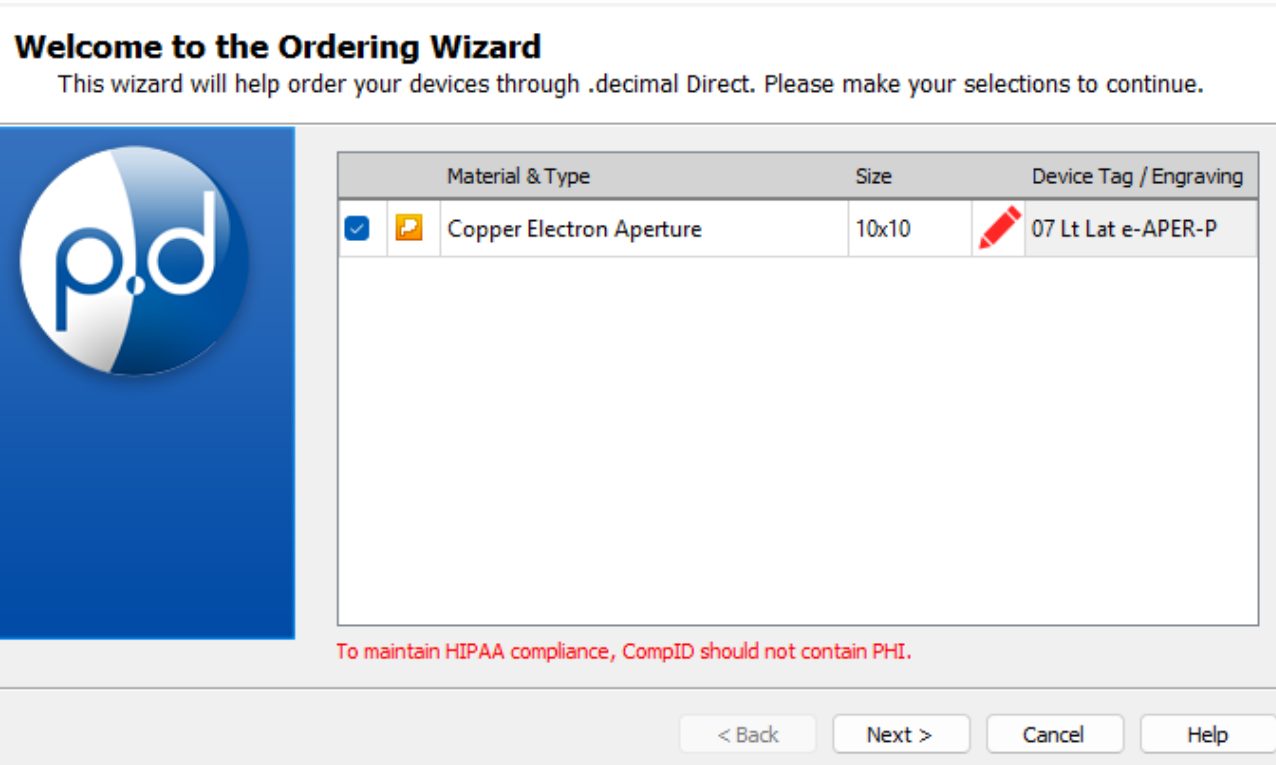 Welcome to the Ordering Wizard
This wizard will help order your devices through .decimal Direct. Please make your selections to continue.
p.d
Material & Type Size Device Tag / Engraving
Copper Electron Aperture 10x10 07 Lt Lat e-APER-P
To maintain HIPAA compliance, CompID should not contain PHI.
< Back Next > Cancel Help